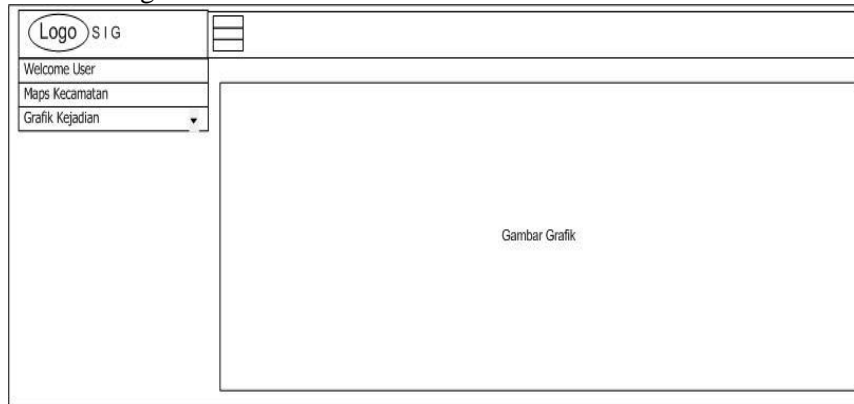 Logo SIG
Welcome User
Maps Kecamatan
Grafik Kejadian
Gambar Grafik